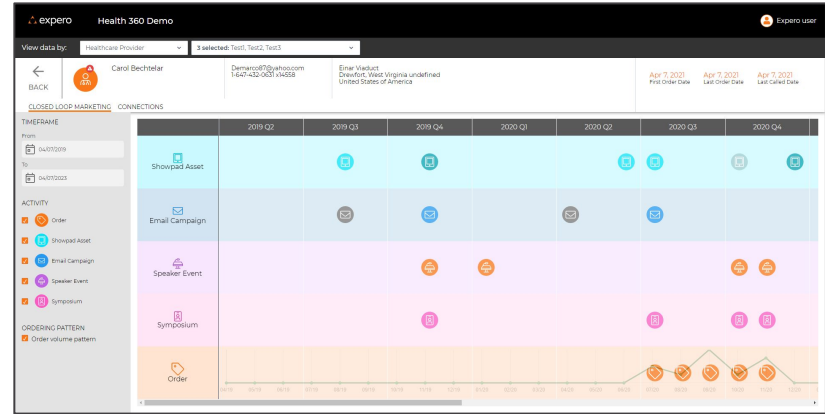 expero Health 360 Demo Expero user
View data by: Healthcare Provider 3 selected: Test1, Test2, Test3
BACK
Carol Bechtelar
Demarco87@yahoo.com
1-647-432-0631 x14558
Einar Viaduct
Drewfort, West Virginia undefined
United States of America
Apr 7, 2021
First Order Date
Apr 7, 2021
Last Order Date
Apr 7, 2021
Last Called Date
CLOSED LOOP MARKETING CONNECTIONS
TIMEFRAME
From
04/07/2019
To
04/07/2023
ACTIVITY
Order
Showpad Asset
Email Campaign
Speaker Event
Symposium
ORDERING PATTERN
Order volume pattern
2019 Q2 2019 Q3 2019 Q4 2020 Q1 2020 Q2 2020 Q3 2020 Q4
Showpad Asset
Email Campaign
Speaker Event
Symposium
Order